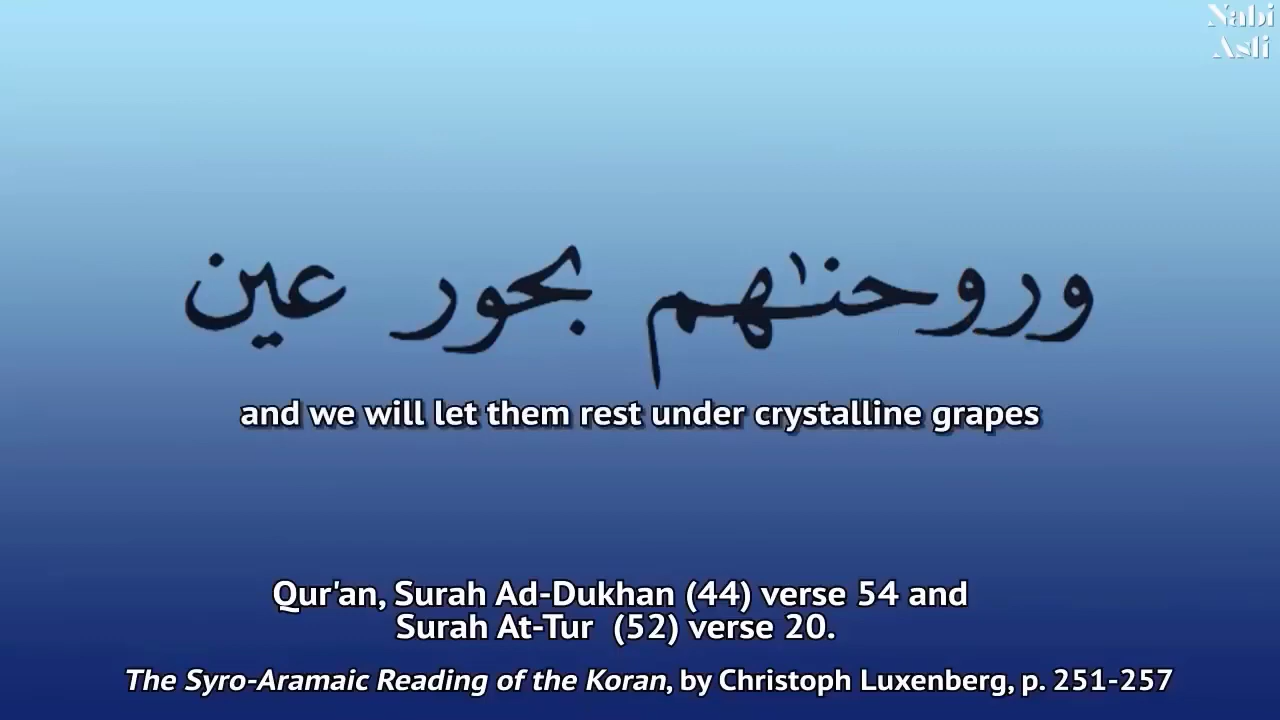 Nabi
Asli
وروحنٰهم بحور عين
and we will let them rest under crystalline grapes
Qur'an, Surah Ad-Dukhan (44) verse 54 and
Surah At-Tur (52) verse 20.
The Syro-Aramaic Reading of the Koran, by Christoph Luxenberg, p. 251-257